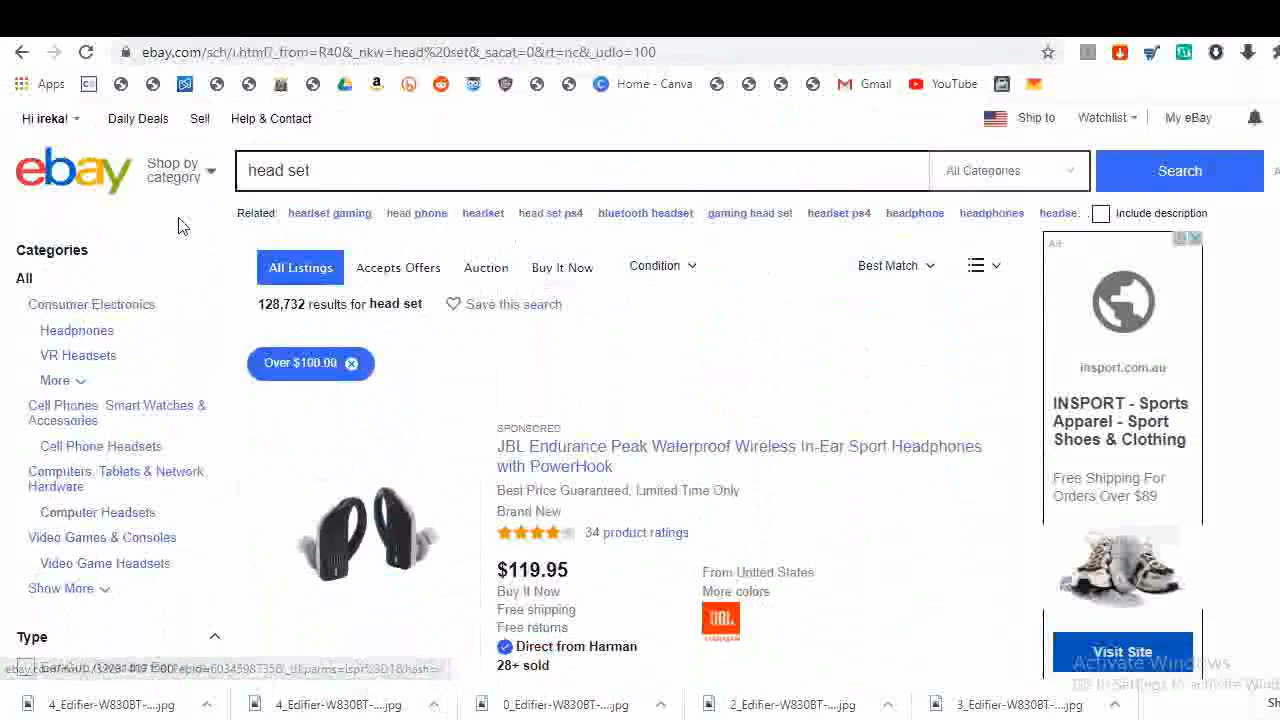 ebay.com/sch/i.html?_from=R40&_nkw=head%20set&_sacat=0&rt=nc&_udlo=100
Apps
Home - Canva
Gmail
YouTube
Hi ireka!
Daily Deals
Sell
Help & Contact
Ship to
Watchlist
My eBay
ebay
Shop by category
head set
All Categories
Search
Related:
headset gaming
head phone
headset
head set ps4
bluetooth headset
gaming head set
headset ps4
headphone
headphones
headse.
Include description
Categories
All
Consumer Electronics
Headphones
VR Headsets
More
Cell Phones, Smart Watches &
Accessories
Cell Phone Headsets
Computers, Tablets & Network
Hardware
Computer Headsets
Video Games & Consoles
Video Game Headsets
Show More
Type
All Listings
Accepts Offers
Auction
Buy It Now
Condition
Best Match
128,732 results for head set
Save this search
Over $100.00
SPONSORED
JBL Endurance Peak Waterproof Wireless In-Ear Sport Headphones
with PowerHook
Best Price Guaranteed, Limited Time Only
Brand New
34 product ratings
$119.95
Buy It Now
Free shipping
Free returns
Direct from Harman
28+ sold
From United States
More colors
JBL
Ad
insport.com.au
INSPORT - Sports
Apparel - Sport
Shoes & Clothing
Free Shipping For
Orders Over $89
Visit Site
Activate Windows
4_Edifier-W830BT-....jpg
4_Edifier-W830BT-....jpg
0_Edifier-W830BT-....jpg
2_Edifier-W830BT-....jpg
3_Edifier-W830BT-....jpg